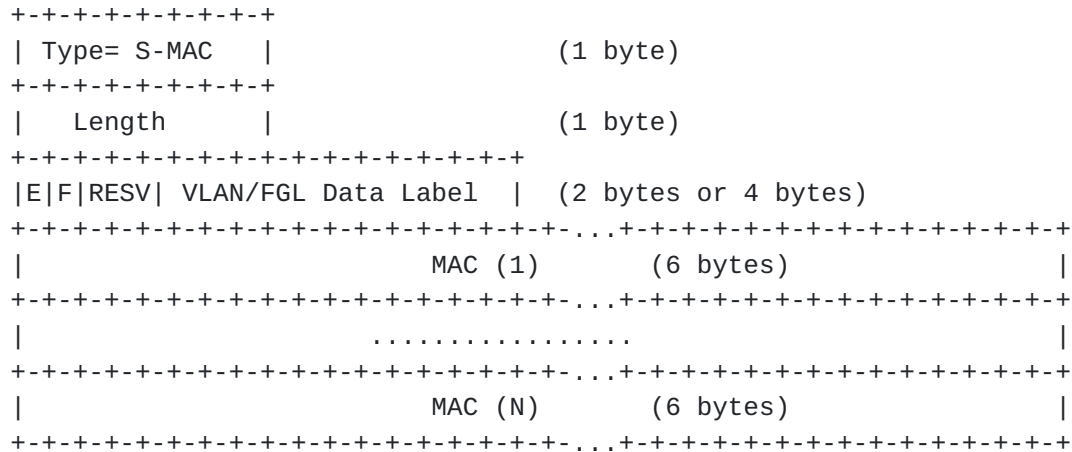 +-+-+-+-+-+-+-+-+
| Type= S-MAC   |                  (1 byte)
+-+-+-+-+-+-+-+-+
|   Length      |                  (1 byte)
+-+-+-+-+-+-+-+-+-+-+-+-+-+-+-+-+
|E|F|RESV| VLAN/FGL Data Label  |  (2 bytes or 4 bytes)
+-+-+-+-+-+-+-+-+-+-+-+-+-+-+-+-+-+-...+-+-+-+-+-+-+-+-+-+-+-+-+-+-+
|                          MAC (1)       (6 bytes)                 |
+-+-+-+-+-+-+-+-+-+-+-+-+-+-+-+-+-+-...+-+-+-+-+-+-+-+-+-+-+-+-+-+-+
|                      .................                           |
+-+-+-+-+-+-+-+-+-+-+-+-+-+-+-+-+-+-...+-+-+-+-+-+-+-+-+-+-+-+-+-+-+
|                          MAC (N)       (6 bytes)                 |
+-+-+-+-+-+-+-+-+-+-+-+-+-+-+-+-+-+-...+-+-+-+-+-+-+-+-+-+-+-+-+-+-+